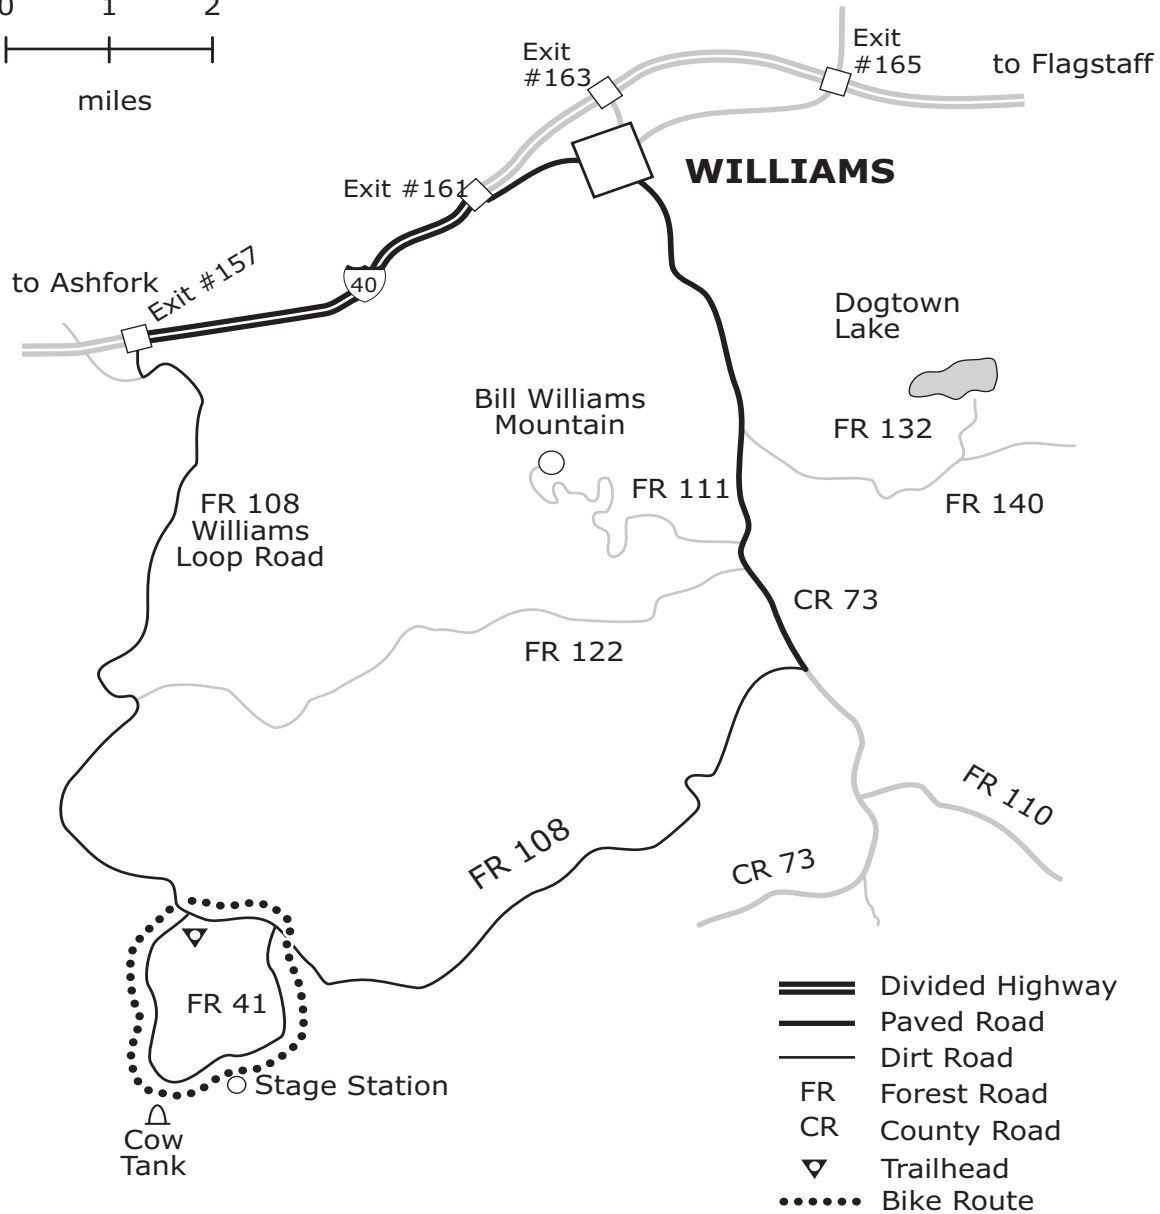 0 1 2
miles
Exit
#163
Exit
#165
to Flagstaff
WILLIAMS
Exit #161
Exit #157
to Ashfork
40
Dogtown
Lake
Bill Williams
Mountain
FR 132
FR 111
FR 140
FR 108
Williams
Loop Road
CR 73
FR 122
FR 110
FR 108
CR 73
FR 41
Stage Station
Cow
Tank
Divided Highway
Paved Road
Dirt Road
FR Forest Road
CR County Road
Trailhead
Bike Route